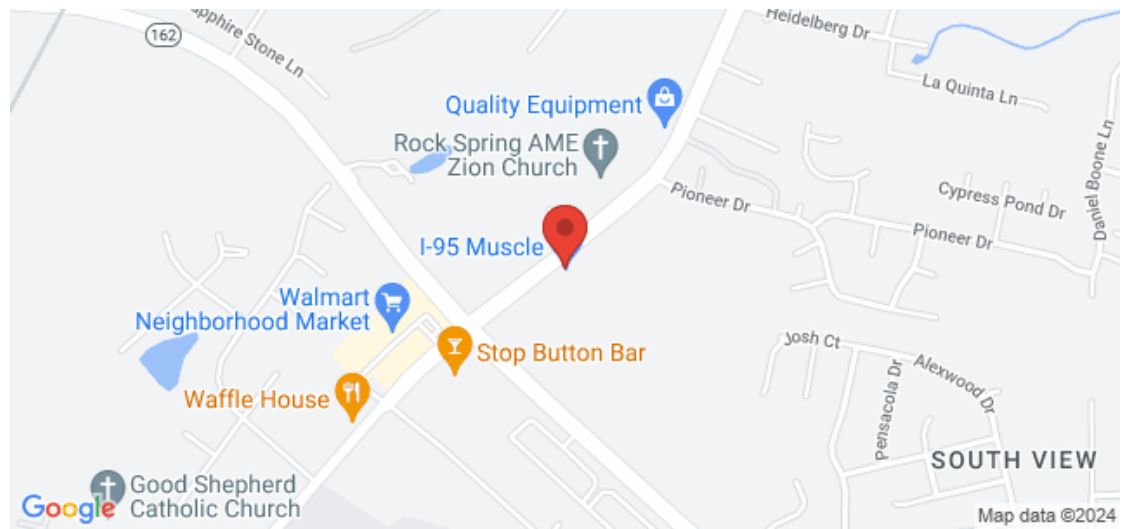 Heidelberg Dr
pphire Stone Ln
162
La Quinta Ln
Quality Equipment
Rock Spring AME
Zion Church
Daniel Boone Ln
Pioneer Dr
Cypress Pond Dr
Pioneer Dr
I-95 Muscle
Walmart
Neighborhood Market
Josh Ct
Stop Button Bar
Alexwood Dr
Pensacola Dr
Waffle House
SOUTH VIEW
Good Shepherd
Catholic Church
Google
Map data ©2024